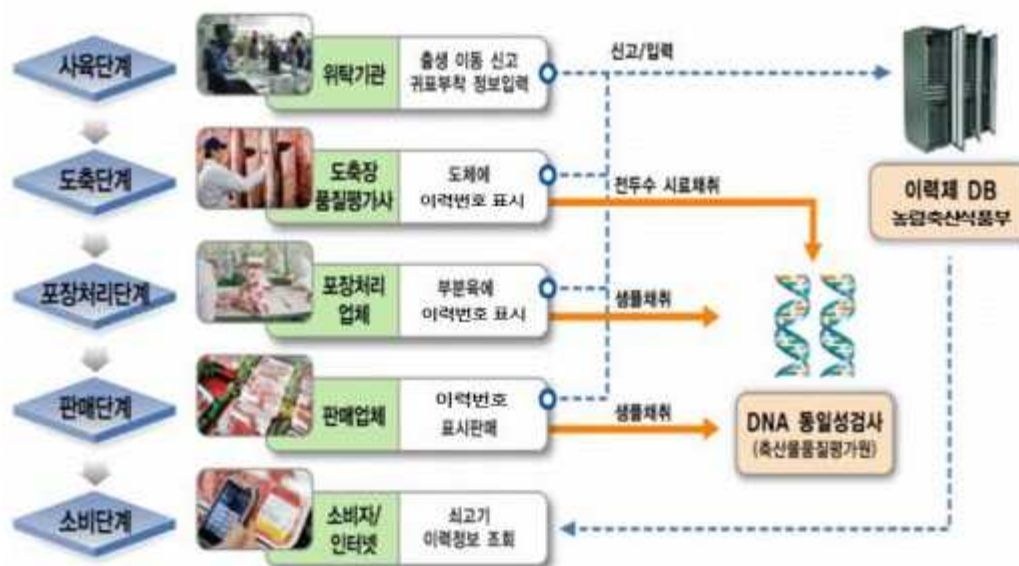 사육단계
위탁기관
출생 이동 신고
귀표부착 정보입력
신고/입력
도축단계
도축장
품질평가사
도체에
이력번호 표시
전두수 시료채취
이력제 DB
농림축산식품부
포장처리단계
포장처리
업체
부분육에
이력번호 표시
샘플채취
판매단계
판매업체
이력번호
표시판매
샘플채취
DNA 동일성검사
(축산물품질평가원)
소비단계
소비자/
인터넷
쇠고기
이력정보 조회